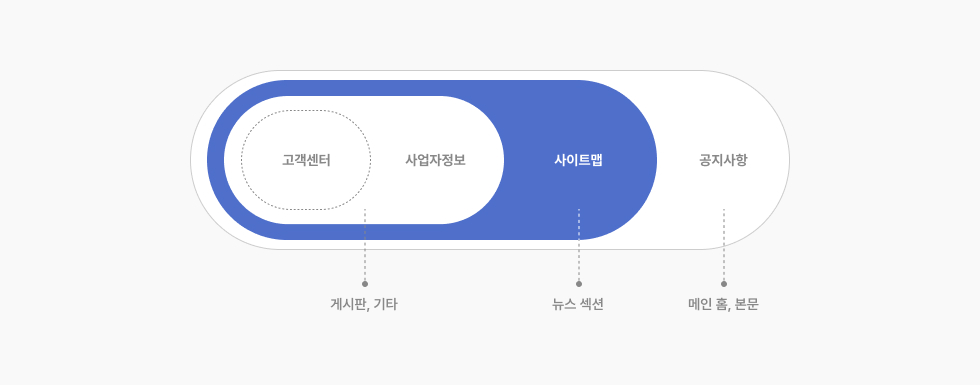 고객센터
사업자정보
사이트맵
공지사항
게시판, 기타
뉴스 섹션
메인 홈, 본문